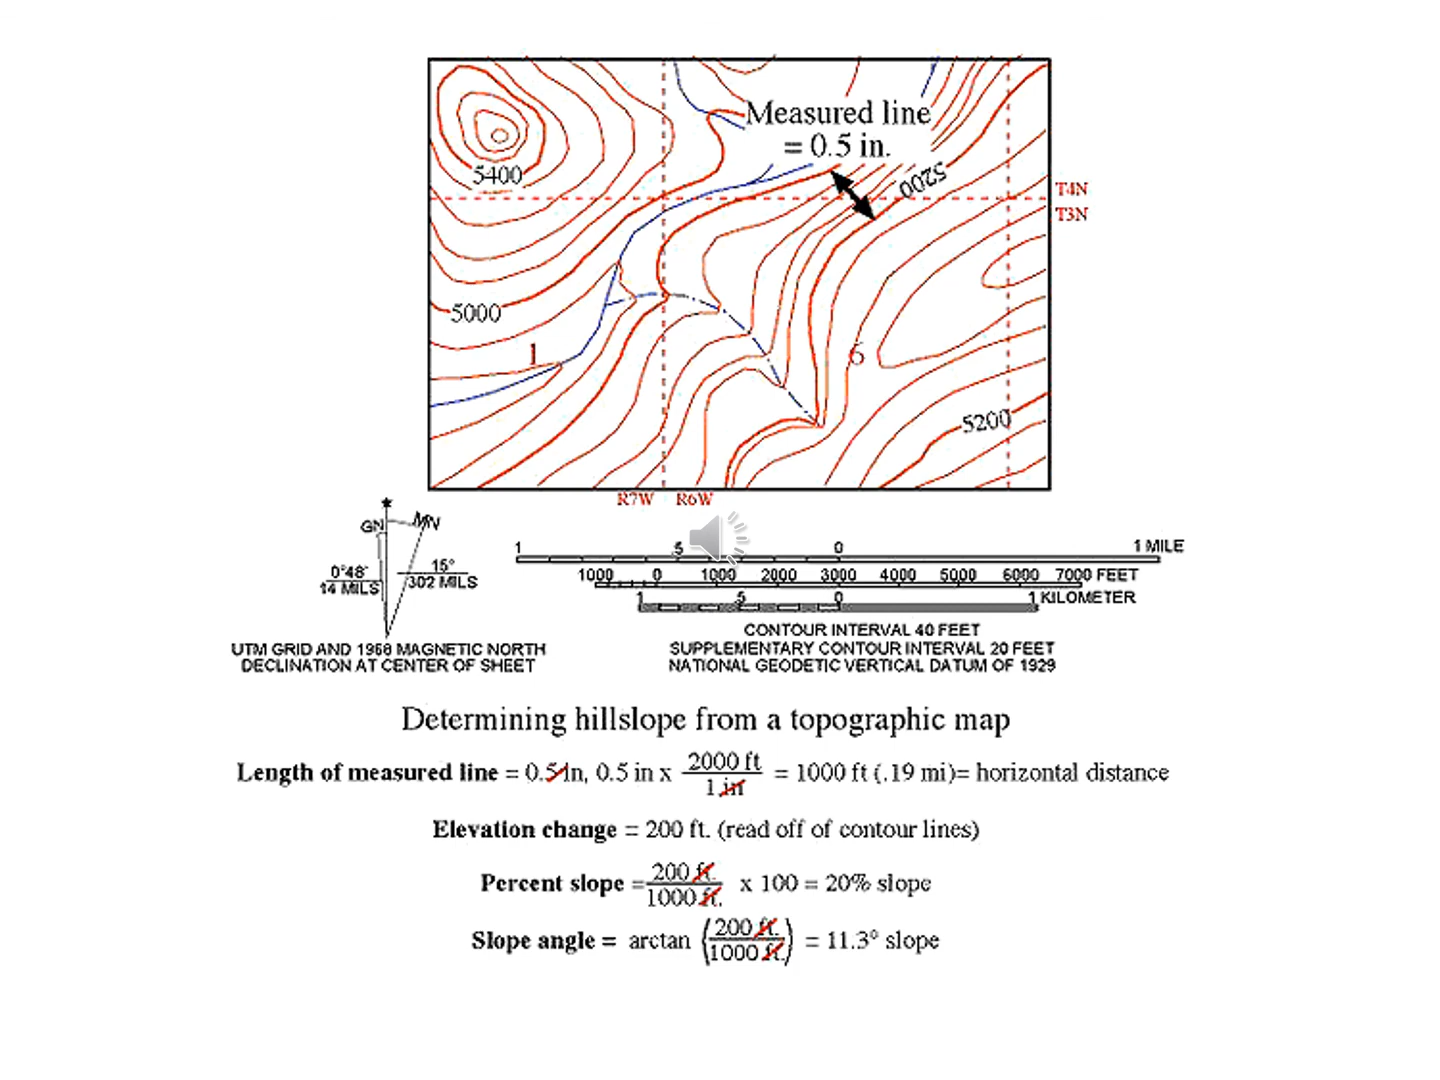 Measured line
= 0.5 in.
5400
5200
T4N
T3N
5000
1
6
5200
R7W R6W
GN MN
0°48'
14 MILS
15°
302 MILS
UTM GRID AND 1968 MAGNETIC NORTH
DECLINATION AT CENTER OF SHEET
1 .5 0 1 MILE
1000 0 1000 2000 3000 4000 5000 6000 7000 FEET
1 .5 0 1 KILOMETER
CONTOUR INTERVAL 40 FEET
SUPPLEMENTARY CONTOUR INTERVAL 20 FEET
NATIONAL GEODETIC VERTICAL DATUM OF 1929
Determining hillslope from a topographic map
Length of measured line = 0.5 in, 0.5 in x 2000 ft / 1 in = 1000 ft (.19 mi)= horizontal distance
Elevation change = 200 ft. (read off of contour lines)
Percent slope = 200 ft. / 1000 ft. x 100 = 20% slope
Slope angle = arctan (200 ft. / 1000 ft.) = 11.3° slope